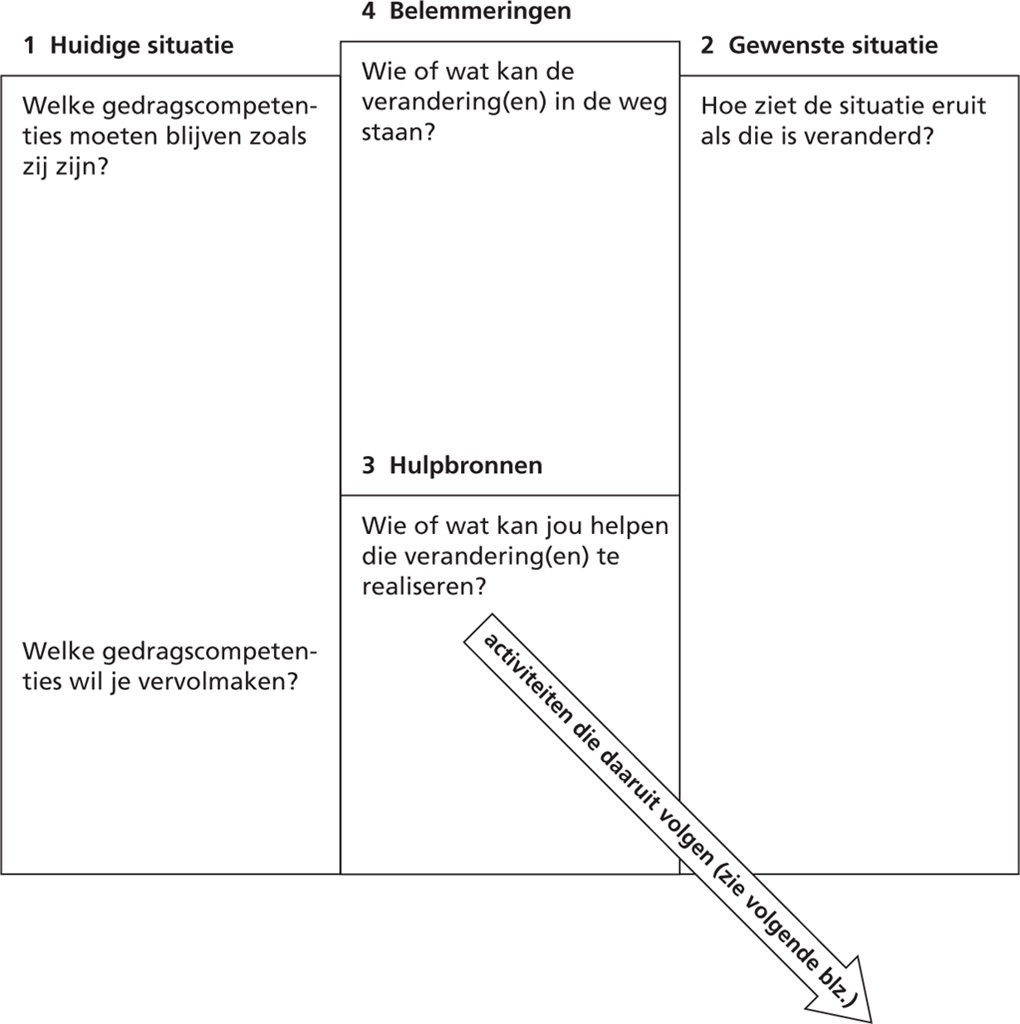 1 Huidige situatie
Welke gedragscompeten-
ties moeten blijven zoals
zij zijn?
Welke gedragscompeten-
ties wil je vervolmaken?
4 Belemmeringen
Wie of wat kan de
verandering(en) in de weg
staan?
3 Hulpbronnen
Wie of wat kan jou helpen
die verandering(en) te
realiseren?
activiteiten die daaruit volgen (zie volgende blz.)
2 Gewenste situatie
Hoe ziet de situatie eruit
als die is veranderd?